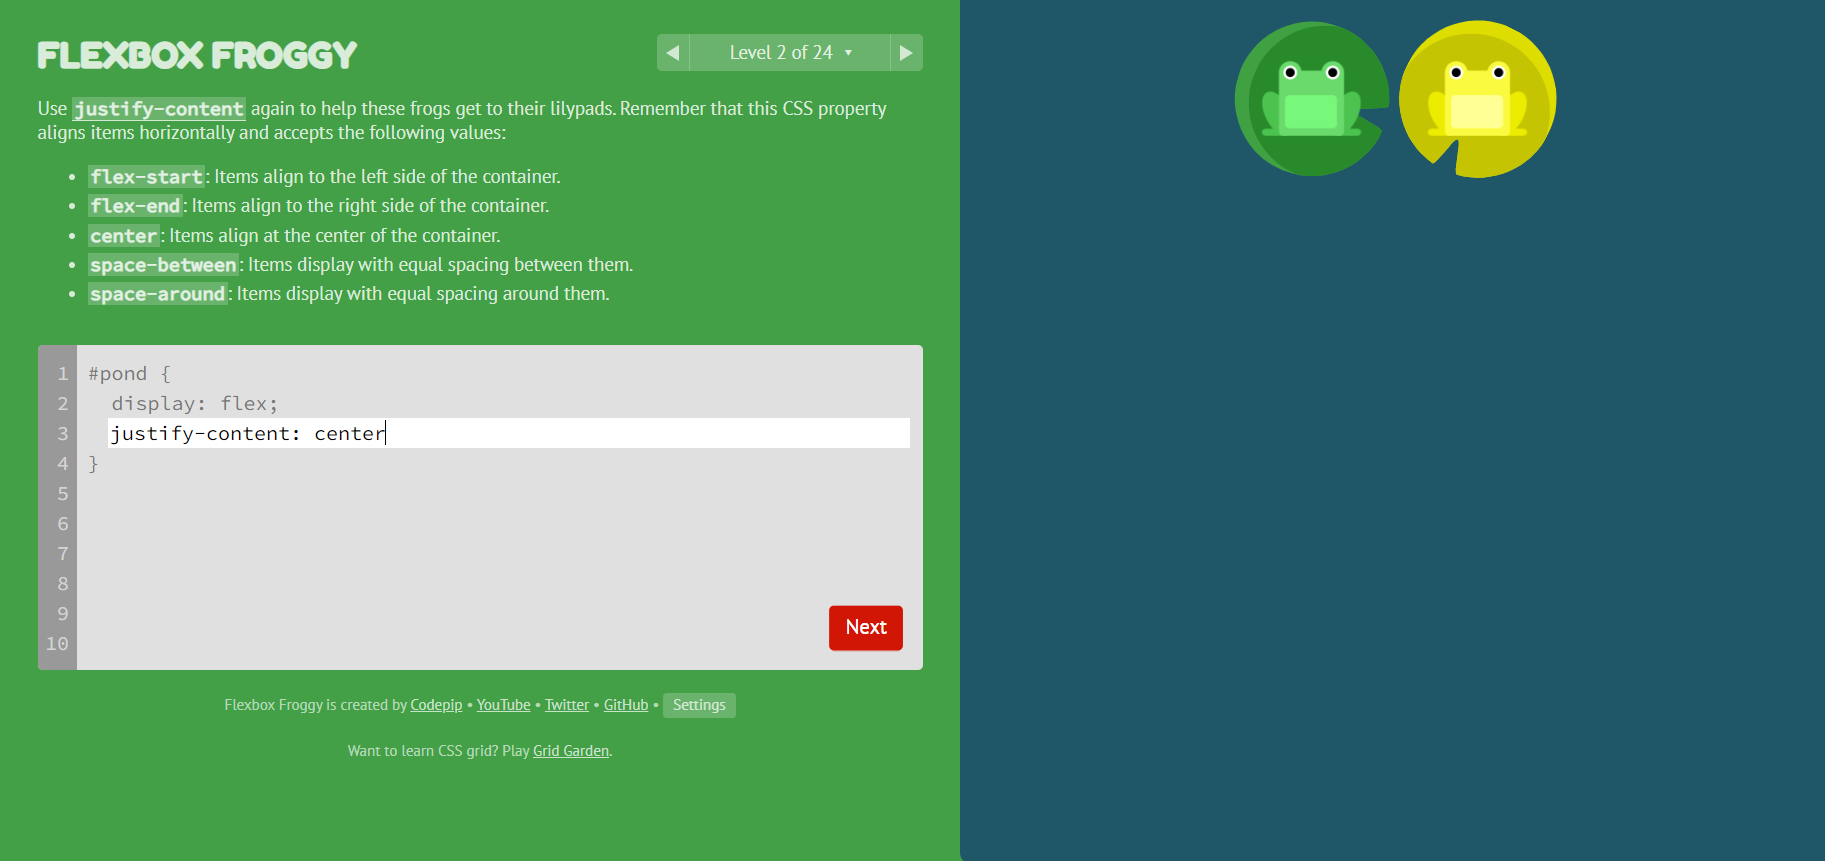 FLEXBOX FROGGY
◀ Level 2 of 24 ▾ ▶
Use justify-content again to help these frogs get to their lilypads. Remember that this CSS property
aligns items horizontally and accepts the following values:
• flex-start: Items align to the left side of the container.
• flex-end: Items align to the right side of the container.
• center: Items align at the center of the container.
• space-between: Items display with equal spacing between them.
• space-around: Items display with equal spacing around them.
1 #pond {
2 display: flex;
3 justify-content: center
4 }
5
6
7
8
9
10
Next
Flexbox Froggy is created by Codepip • YouTube • Twitter • GitHub • Settings
Want to learn CSS grid? Play Grid Garden.